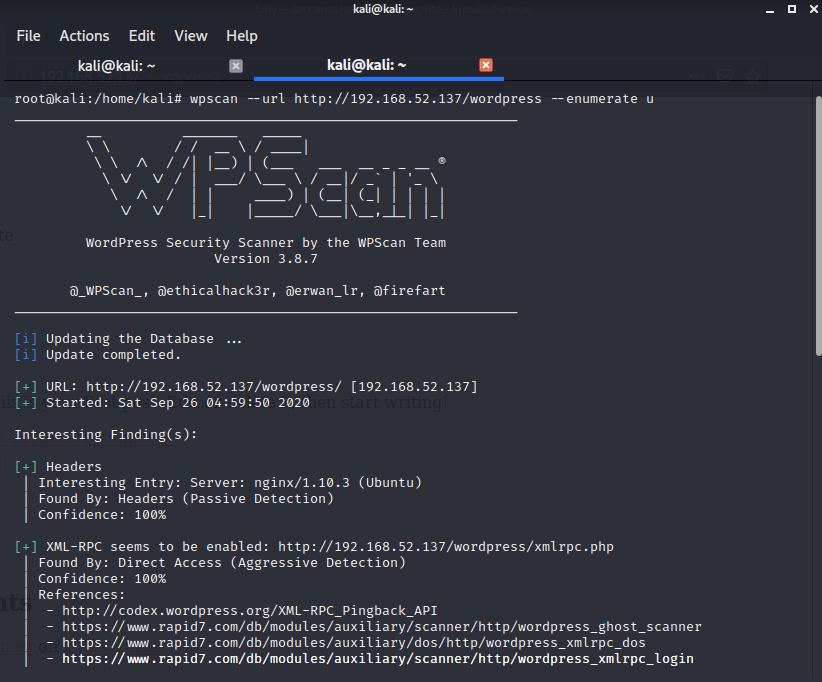 kali@kali: ~
File Actions Edit View Help
kali@kali: ~ kali@kali: ~
root@kali:/home/kali# wpscan --url http://192.168.52.137/wordpress --enumerate u
WPScan ®
WordPress Security Scanner by the WPScan Team
Version 3.8.7
@_WPScan_, @ethicalhack3r, @erwan_lr, @firefart
[i] Updating the Database ...
[i] Update completed.
[+] URL: http://192.168.52.137/wordpress/ [192.168.52.137]
[+] Started: Sat Sep 26 04:59:50 2020
Interesting Finding(s):
[+] Headers
| Interesting Entry: Server: nginx/1.10.3 (Ubuntu)
| Found By: Headers (Passive Detection)
| Confidence: 100%
[+] XML-RPC seems to be enabled: http://192.168.52.137/wordpress/xmlrpc.php
| Found By: Direct Access (Aggressive Detection)
| Confidence: 100%
| References:
| - http://codex.wordpress.org/XML-RPC_Pingback_API
| - https://www.rapid7.com/db/modules/auxiliary/scanner/http/wordpress_ghost_scanner
| - https://www.rapid7.com/db/modules/auxiliary/dos/http/wordpress_xmlrpc_dos
| - https://www.rapid7.com/db/modules/auxiliary/scanner/http/wordpress_xmlrpc_login